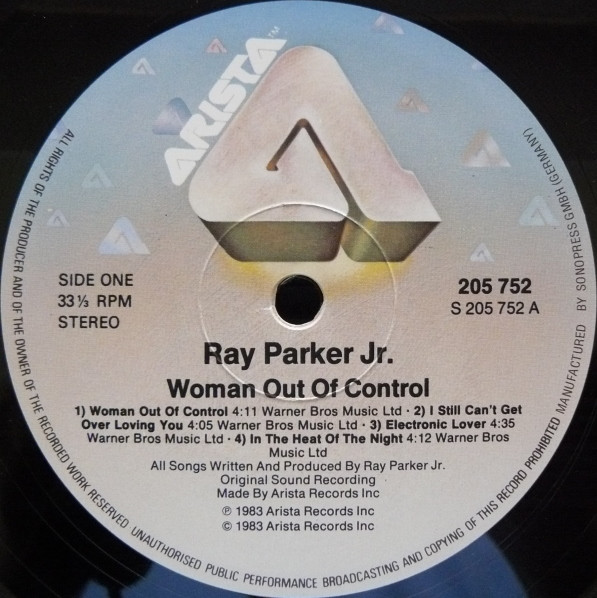 ARISTA™
SIDE ONE
33⅓ RPM
STEREO
205 752
S 205 752 A
Ray Parker Jr.
Woman Out Of Control
1) Woman Out Of Control 4:11 Warner Bros Music Ltd · 2) I Still Can't Get
Over Loving You 4:05 Warner Bros Music Ltd · 3) Electronic Lover 4:35
Warner Bros Music Ltd · 4) In The Heat Of The Night 4:12 Warner Bros
Music Ltd
All Songs Written And Produced By Ray Parker Jr.
Original Sound Recording
Made By Arista Records Inc
℗ 1983 Arista Records Inc
© 1983 Arista Records Inc
ALL RIGHTS OF THE PRODUCER AND OF THE OWNER OF THE RECORDED WORK RESERVED UNAUTHORISED PUBLIC PERFORMANCE BROADCASTING AND COPYING OF THIS RECORD PROHIBITED MANUFACTURED BY SONOPRESS GMBH (GERMANY)